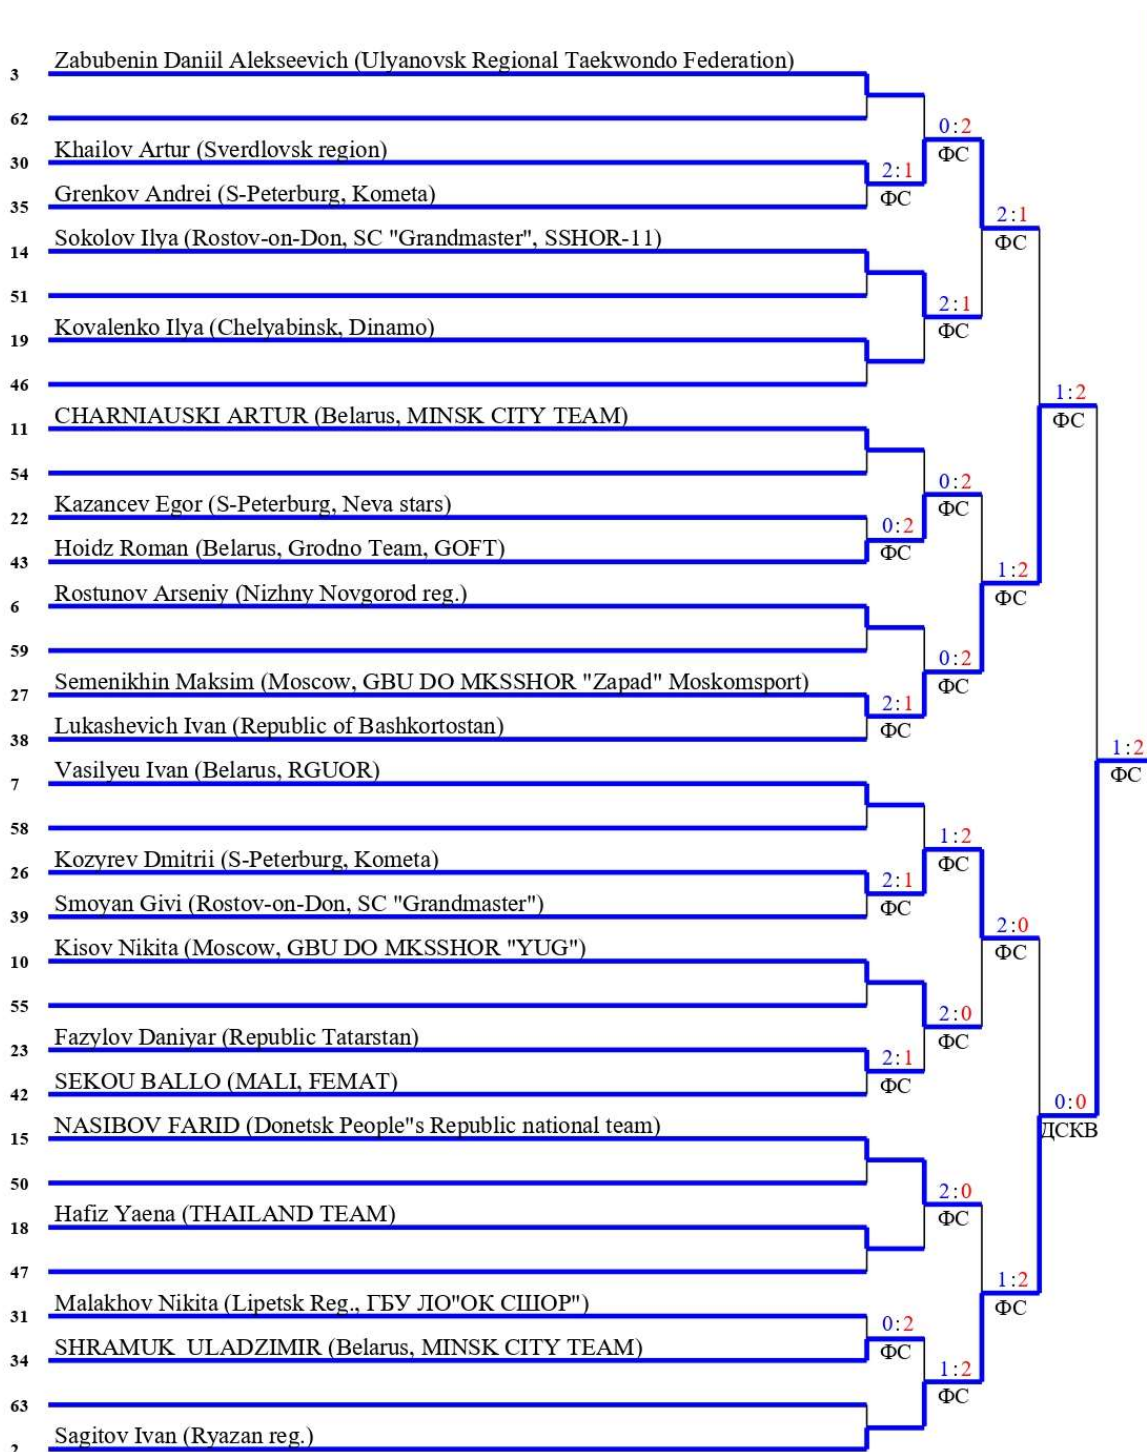 Zabubenin Daniil Alekseevich (Ulyanovsk Regional Taekwondo Federation)
3
62
0:2
ФС
Khailov Artur (Sverdlovsk region)
30
2:1
ФС
Grenkov Andrei (S-Peterburg, Kometa)
35
2:1
ФС
Sokolov Ilya (Rostov-on-Don, SC "Grandmaster", SSHOR-11)
14
51
2:1
ФС
Kovalenko Ilya (Chelyabinsk, Dinamo)
19
46
1:2
ФС
CHARNIAUSKI ARTUR (Belarus, MINSK CITY TEAM)
11
54
0:2
ФС
Kazancev Egor (S-Peterburg, Neva stars)
22
0:2
ФС
Hoidz Roman (Belarus, Grodno Team, GOFT)
43
1:2
ФС
Rostunov Arseniy (Nizhny Novgorod reg.)
6
59
0:2
ФС
Semenikhin Maksim (Moscow, GBU DO MKSSHOR "Zapad" Moskomsport)
27
2:1
ФС
Lukashevich Ivan (Republic of Bashkortostan)
38
1:2
ФС
Vasilyeu Ivan (Belarus, RGUOR)
7
58
1:2
ФС
Kozyrev Dmitrii (S-Peterburg, Kometa)
26
2:1
ФС
Smoyan Givi (Rostov-on-Don, SC "Grandmaster")
39
2:0
ФС
Kisov Nikita (Moscow, GBU DO MKSSHOR "YUG")
10
55
2:0
ФС
Fazylov Daniyar (Republic Tatarstan)
23
2:1
ФС
SEKOU BALLO (MALI, FEMAT)
42
0:0
ДСКВ
NASIBOV FARID (Donetsk People"s Republic national team)
15
50
2:0
ФС
Hafiz Yaena (THAILAND TEAM)
18
47
1:2
ФС
Malakhov Nikita (Lipetsk Reg., ГБУ ЛО"ОК СШОР")
31
0:2
ФС
SHRAMUK ULADZIMIR (Belarus, MINSK CITY TEAM)
34
1:2
ФС
63
Sagitov Ivan (Ryazan reg.)
2